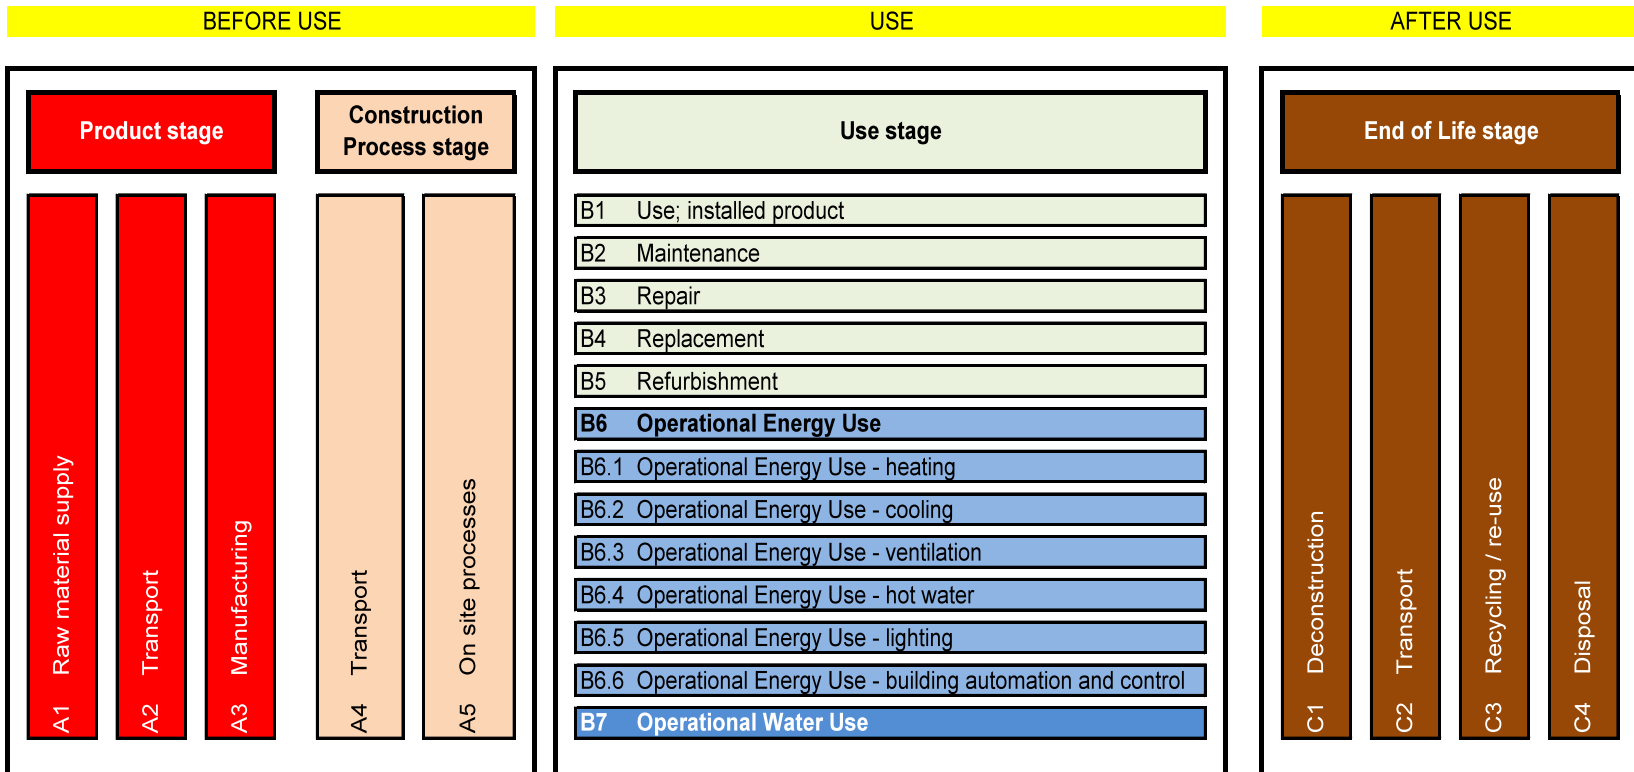 BEFORE USE
USE
AFTER USE
Product stage
Construction
Process stage
Use stage
End of Life stage
A1 Raw material supply
A2 Transport
A3 Manufacturing
A4 Transport
A5 On site processes
B1 Use; installed product
B2 Maintenance
B3 Repair
B4 Replacement
B5 Refurbishment
B6 Operational Energy Use
B6.1 Operational Energy Use - heating
B6.2 Operational Energy Use - cooling
B6.3 Operational Energy Use - ventilation
B6.4 Operational Energy Use - hot water
B6.5 Operational Energy Use - lighting
B6.6 Operational Energy Use - building automation and control
B7 Operational Water Use
C1 Deconstruction
C2 Transport
C3 Recycling / re-use
C4 Disposal